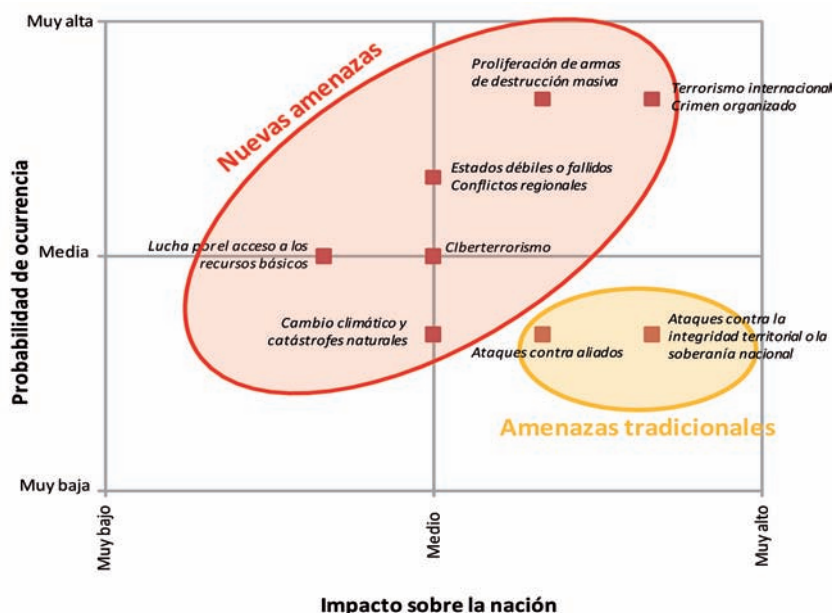 Muy alta
Nuevas amenazas
Proliferación de armas
de destrucción masiva
Terrorismo internacional
Crimen organizado
Estados débiles o fallidos
Conflictos regionales
Probabilidad de ocurrencia
Media
Lucha por el acceso a los
recursos básicos
CIberterrorismo
Cambio climático y
catástrofes naturales
Ataques contra aliados
Ataques contra la
integridad territorial o la
soberanía nacional
Amenazas tradicionales
Muy baja
Muy bajo
Medio
Muy alto
Impacto sobre la nación